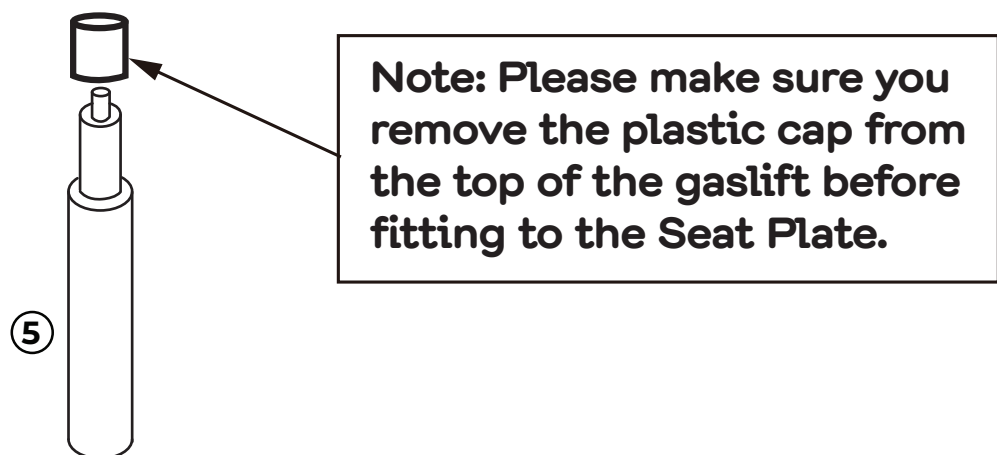 Note: Please make sure you
remove the plastic cap from
the top of the gaslift before
fitting to the Seat Plate.
5